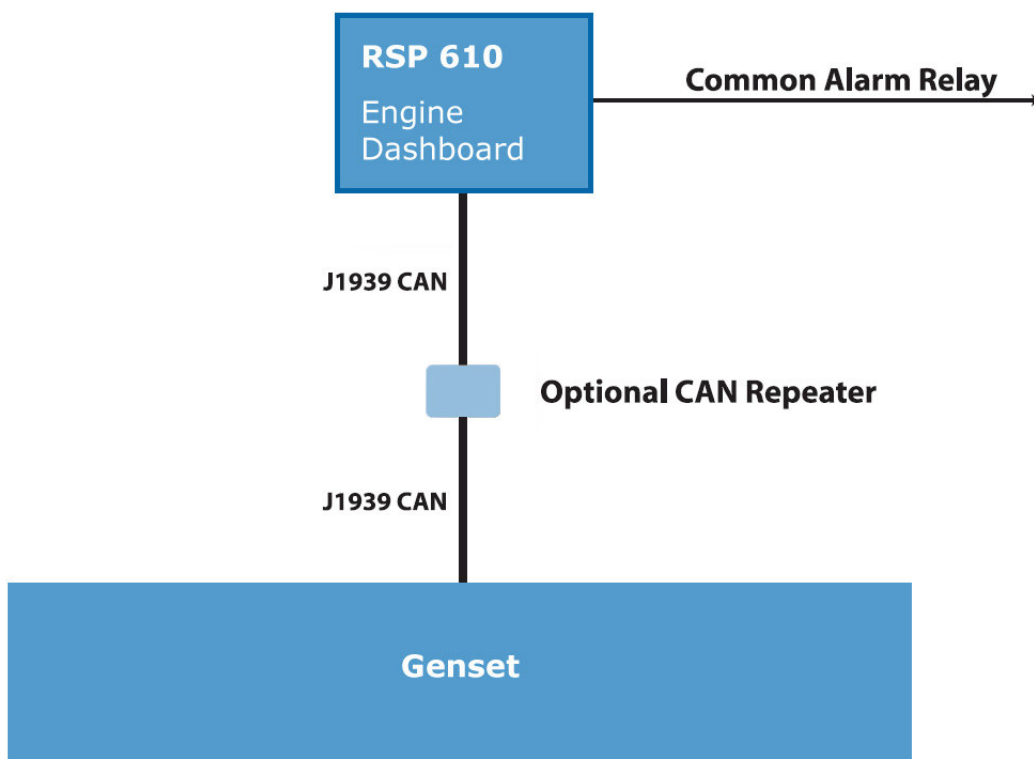 RSP 610
Engine
Dashboard
Common Alarm Relay
J1939 CAN
Optional CAN Repeater
J1939 CAN
Genset